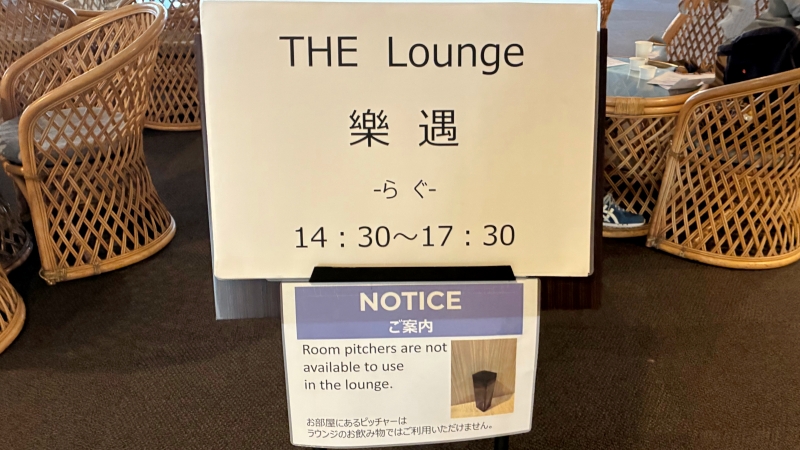 THE Lounge
樂 遇
-ら ぐ-
14：30～17：30
NOTICE
ご案内
Room pitchers are not
available to use
in the lounge.
お部屋にあるピッチャーは
ラウンジのお飲み物ではご利用いただけません。